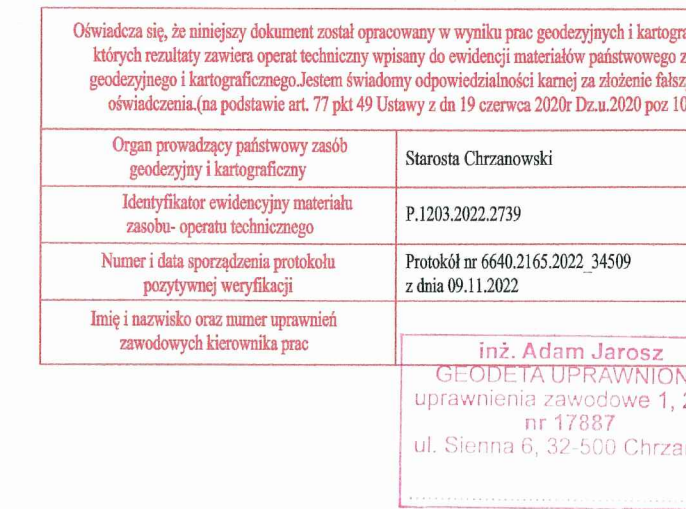 Oświadcza się, że niniejszy dokument został opracowany w wyniku prac geodezyjnych i kartogra
których rezultaty zawiera operat techniczny wpisany do ewidencji materiałów państwowego z
geodezyjnego i kartograficznego.Jestem świadomy odpowiedzialności karnej za złożenie fałsz
oświadczenia.(na podstawie art. 77 pkt 49 Ustawy z dn 19 czerwca 2020r Dz.u.2020 poz 10
Organ prowadzący państwowy zasób
geodezyjny i kartograficzny
Starosta Chrzanowski
Identyfikator ewidencyjny materiału
zasobu- operatu technicznego
P.1203.2022.2739
Numer i data sporządzenia protokołu
pozytywnej weryfikacji
Protokół nr 6640.2165.2022_34509
z dnia 09.11.2022
Imię i nazwisko oraz numer uprawnień
zawodowych kierownika prac
inż. Adam Jarosz
GEODETA UPRAWNION
uprawnienia zawodowe 1, 2
nr 17887
ul. Sienna 6, 32-500 Chrza